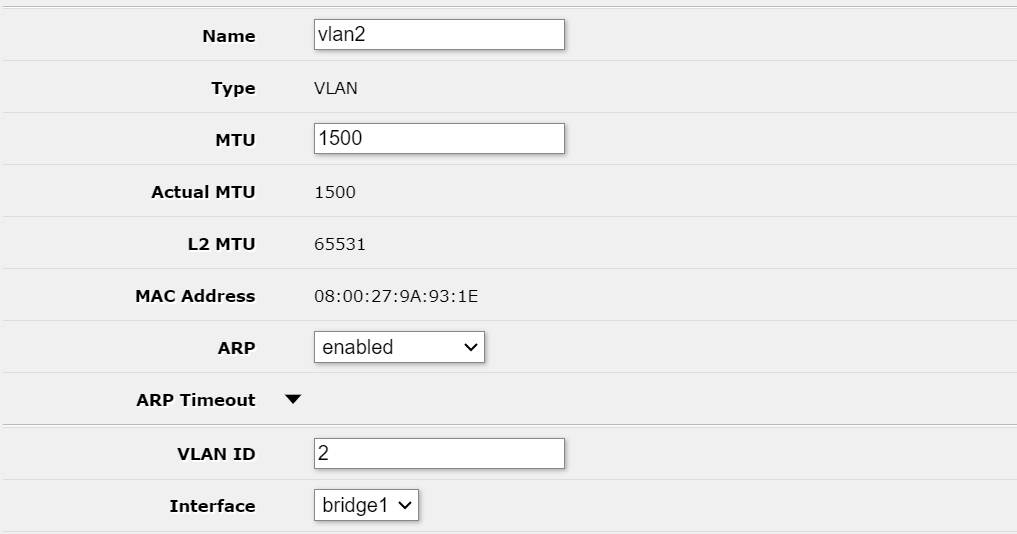 Name vlan2
Type VLAN
MTU 1500
Actual MTU 1500
L2 MTU 65531
MAC Address 08:00:27:9A:93:1E
ARP enabled
ARP Timeout
VLAN ID 2
Interface bridge1